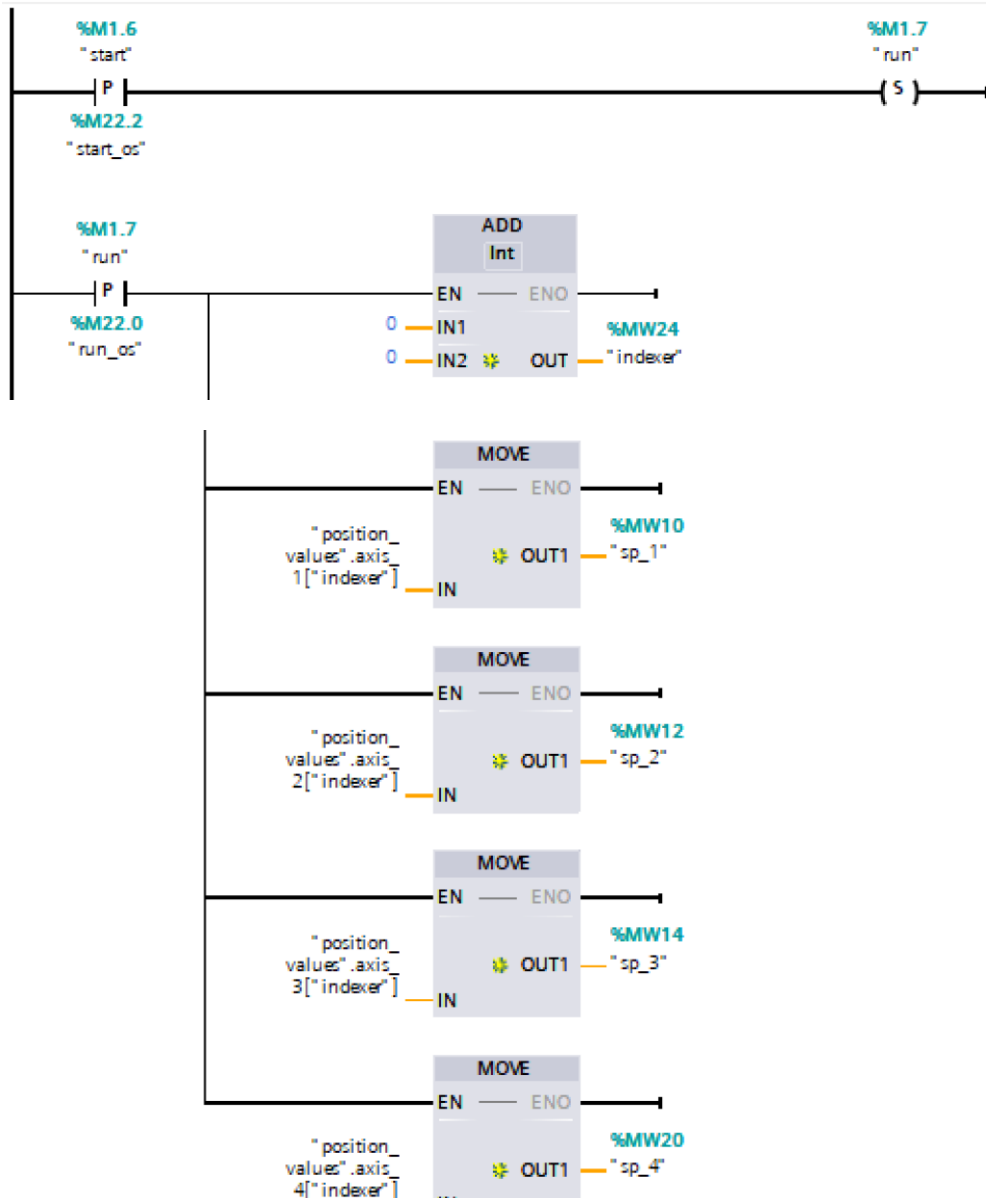 %M1.6
"start"
P
%M22.2
"start_os"
%M1.7
"run"
S
%M1.7
"run"
P
%M22.0
"run_os"
ADD
Int
EN ENO
0 IN1
0 IN2 OUT
%MW24
"indexer"
MOVE
EN ENO
"position_
values".axis_
1["indexer"]
IN
OUT1
%MW10
"sp_1"
MOVE
EN ENO
"position_
values".axis_
2["indexer"]
IN
OUT1
%MW12
"sp_2"
MOVE
EN ENO
"position_
values".axis_
3["indexer"]
IN
OUT1
%MW14
"sp_3"
MOVE
EN ENO
"position_
values".axis_
4["indexer"]
OUT1
%MW20
"sp_4"